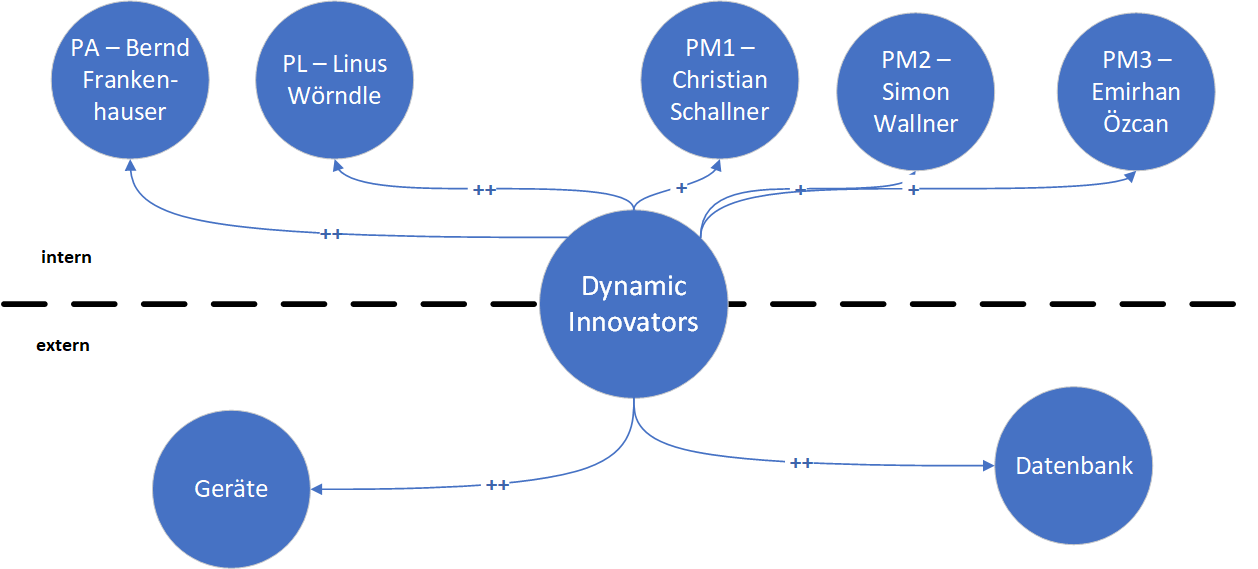 PA – Bernd
Franken-
hauser
PL – Linus
Wörndle
PM1 –
Christian
Schallner
PM2 –
Simon
Wallner
PM3 –
Emirhan
Özcan
++
+
+
+
++
intern
Dynamic
Innovators
extern
++
++
Geräte
Datenbank